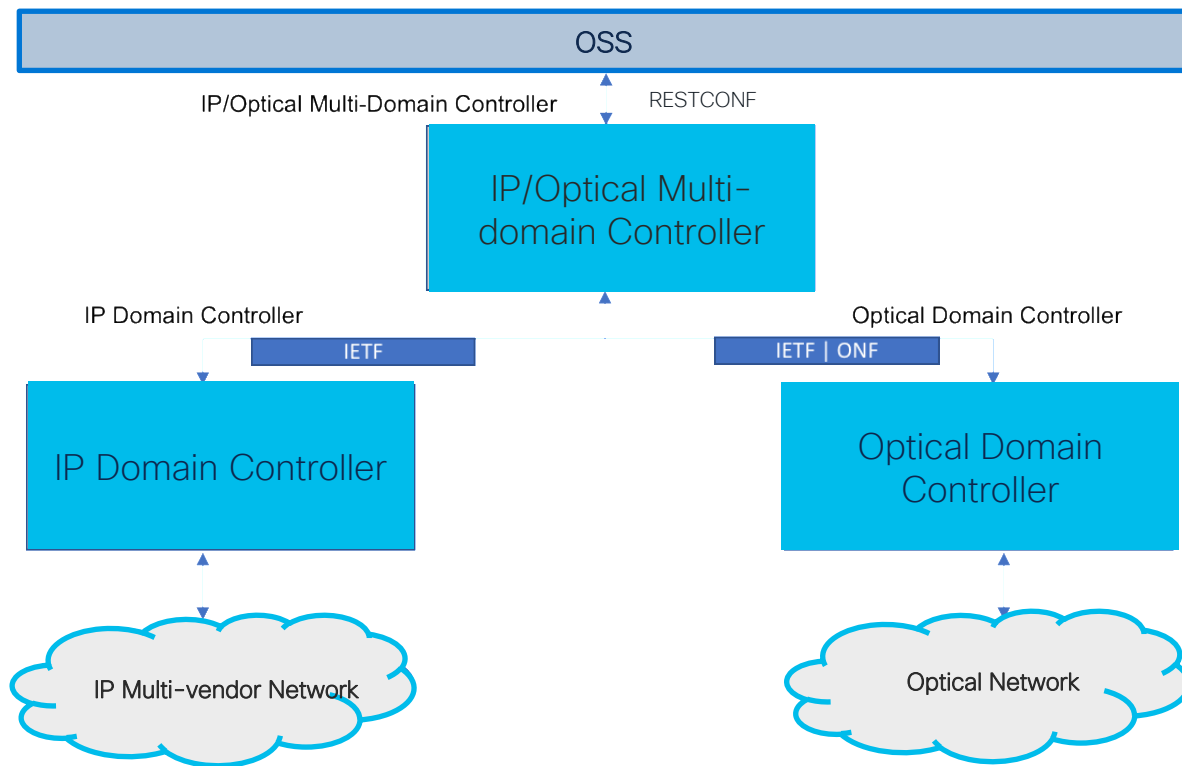 OSS
IP/Optical Multi-Domain Controller
RESTCONF
IP/Optical Multi-
domain Controller
IP Domain Controller
Optical Domain Controller
IETF
IETF | ONF
IP Domain Controller
Optical Domain
Controller
IP Multi-vendor Network
Optical Network